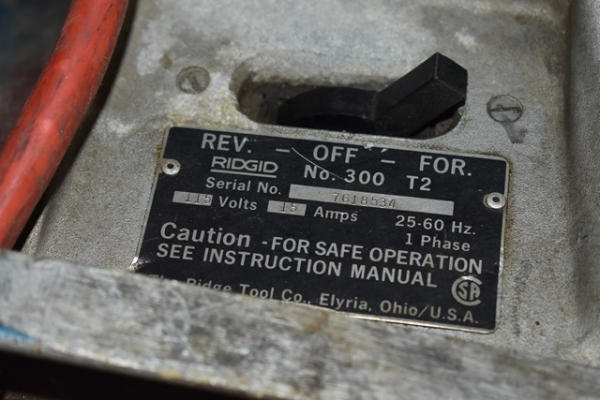 REV. - OFF - FOR.
RIDGID No. 300 T2
Serial No. 7618534
115 Volts 15 Amps 25-60 Hz.
1 Phase
Caution - FOR SAFE OPERATION
SEE INSTRUCTION MANUAL SA
Ridge Tool Co., Elyria, Ohio/U.S.A.